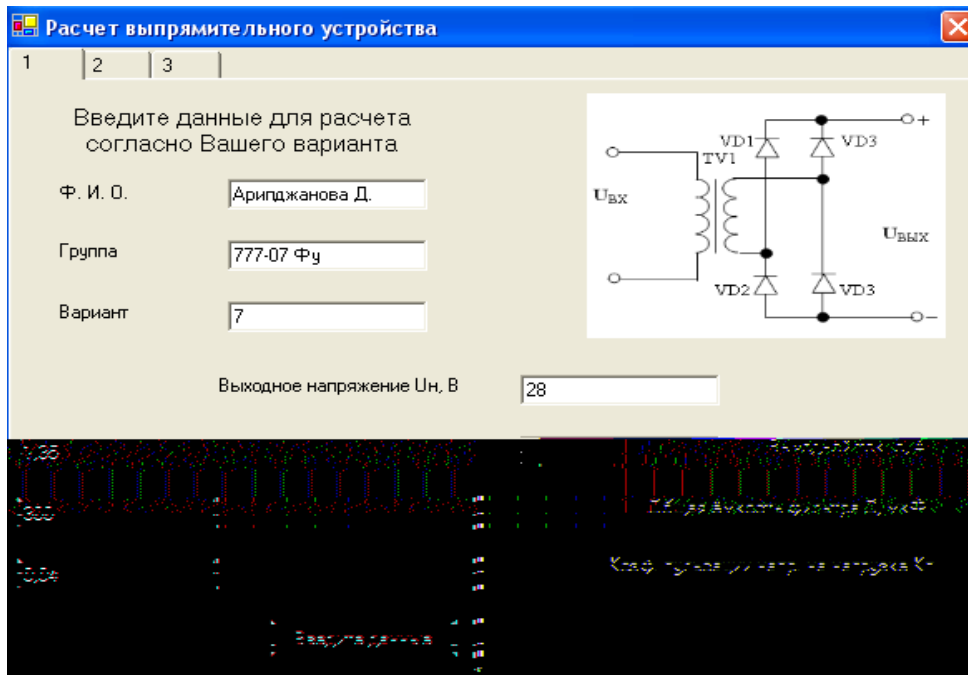 Расчет выпрямительного устройства
1 2 3
Введите данные для расчета
согласно Вашего варианта
Ф. И. О. Арипджанова Д.
Группа 777-07 Фу
Вариант 7
Выходное напряжение Uн, В 28
VD1 VD3
TV1
UВХ
UВЫХ
VD2 VD3
+
-